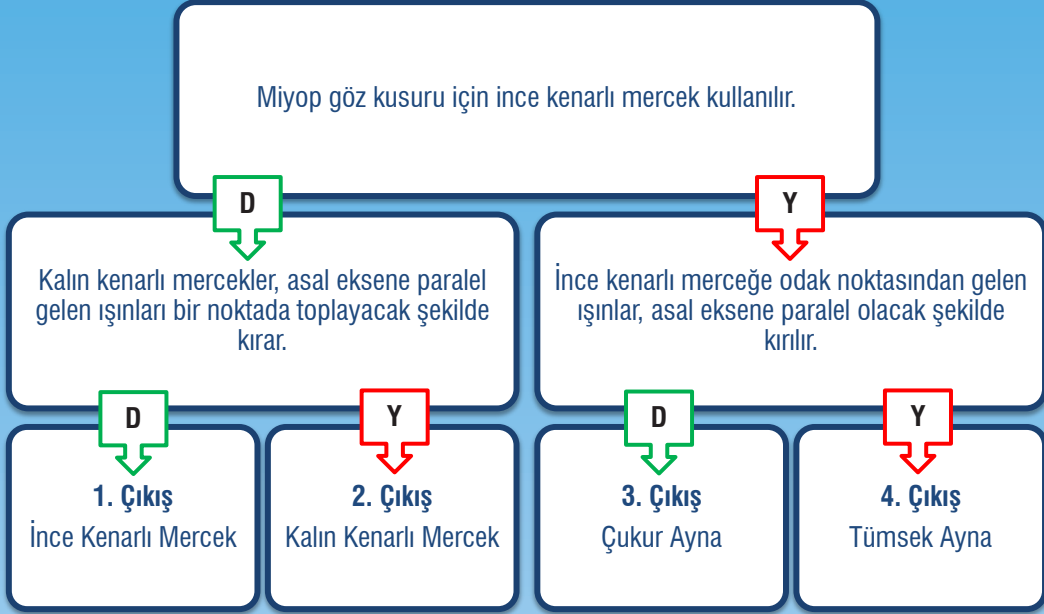 Miyop göz kusuru için ince kenarlı mercek kullanılır.
D
Y
Kalın kenarlı mercekler, asal eksene paralel
gelen ışınları bir noktada toplayacak şekilde
kırar.
İnce kenarlı merceğe odak noktasından gelen
ışınlar, asal eksene paralel olacak şekilde
kırılır.
D
Y
D
Y
1. Çıkış
İnce Kenarlı Mercek
2. Çıkış
Kalın Kenarlı Mercek
3. Çıkış
Çukur Ayna
4. Çıkış
Tümsek Ayna